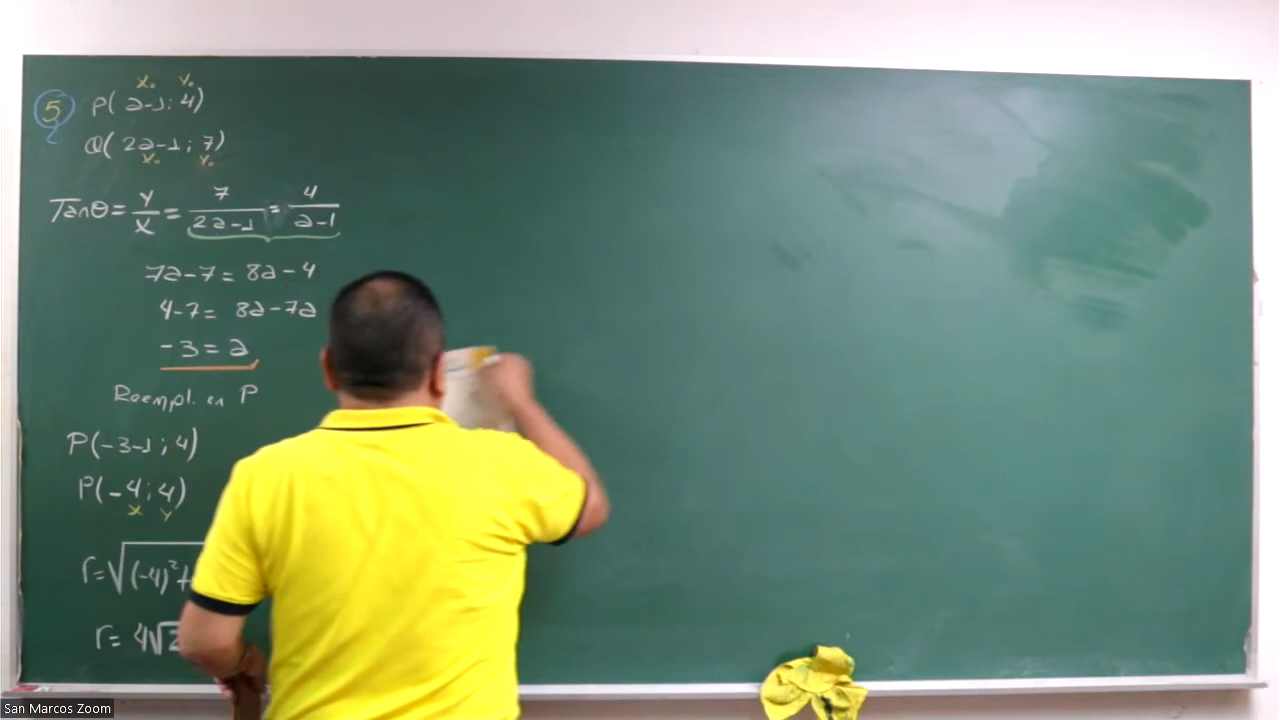 5 P(a-1; 4)
X₀ Y₀
Q(2a-1; 7)
X₀ Y₀
Tanθ = Y/X = 7/2a-1 = 4/a-1
7a-7 = 8a-4
4-7 = 8a-7a
-3 = a
Reempl. en P
P(-3-1; 4)
P(-4; 4)
X Y
r=√(-4)²+
r= 4√2
San Marcos Zoom